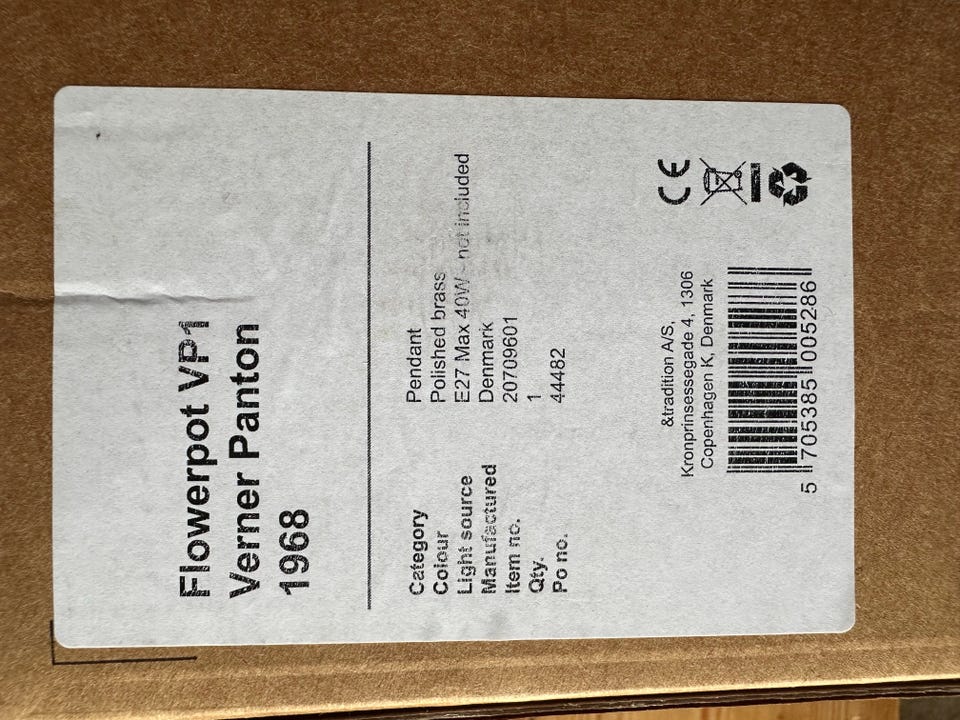 Flowerpot VP1
Verner Panton
1968
Category Pendant
Colour Polished brass
Light source E27 Max 40W - not included
Manufactured Denmark
Item no. 20709601
Qty. 1
Po no. 44482
&tradition A/S,
Kronprinsessegade 4, 1306
Copenhagen K, Denmark
5 705385 005286
CE